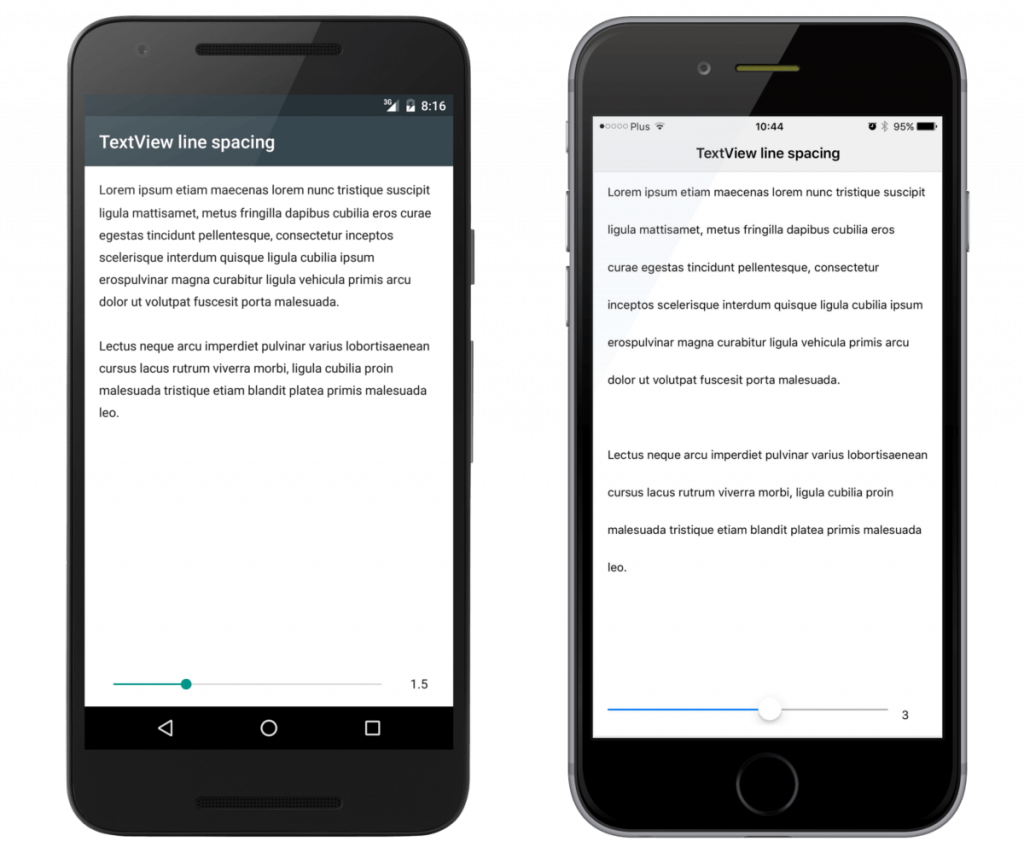 3G 8:16
TextView line spacing
Lorem ipsum etiam maecenas lorem nunc tristique suscipit
ligula mattisamet, metus fringilla dapibus cubilia eros curae
egestas tincidunt pellentesque, consectetur inceptos
scelerisque interdum quisque ligula cubilia ipsum
erospulvinar magna curabitur ligula vehicula primis arcu
dolor ut volutpat fuscesit porta malesuada.
Lectus neque arcu imperdiet pulvinar varius lobortisaenean
cursus lacus rutrum viverra morbi, ligula cubilia proin
malesuada tristique etiam blandit platea primis malesuada
leo.
1.5
Plus 10:44 95%
TextView line spacing
Lorem ipsum etiam maecenas lorem nunc tristique suscipit
ligula mattisamet, metus fringilla dapibus cubilia eros
curae egestas tincidunt pellentesque, consectetur
inceptos scelerisque interdum quisque ligula cubilia ipsum
erospulvinar magna curabitur ligula vehicula primis arcu
dolor ut volutpat fuscesit porta malesuada.
Lectus neque arcu imperdiet pulvinar varius lobortisaenean
cursus lacus rutrum viverra morbi, ligula cubilia proin
malesuada tristique etiam blandit platea primis malesuada
leo.
3